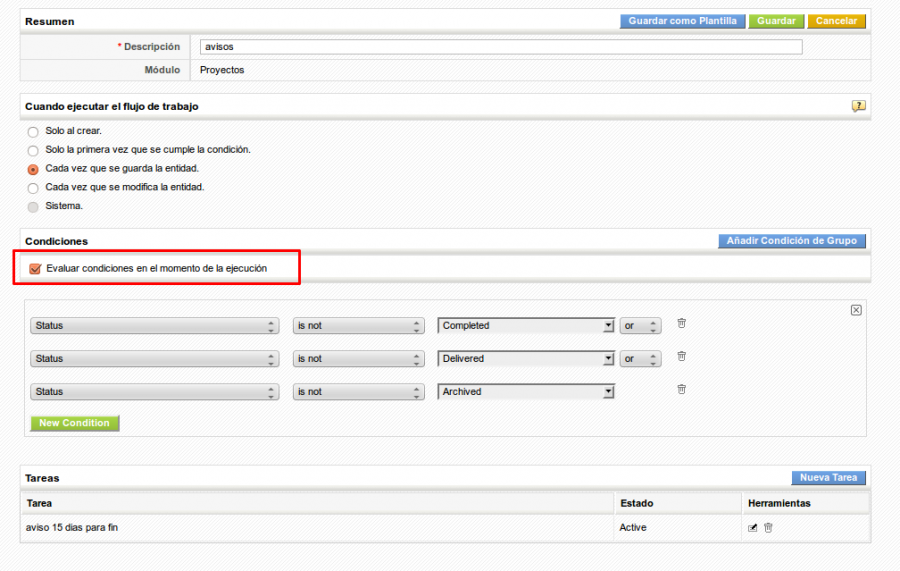 Resumen Guardar como Plantilla Guardar Cancelar
* Descripción avisos
Módulo Proyectos
Cuando ejecutar el flujo de trabajo ?
Solo al crear.
Solo la primera vez que se cumple la condición.
Cada vez que se guarda la entidad.
Cada vez que se modifica la entidad.
Sistema.
Condiciones Añadir Condición de Grupo
Evaluar condiciones en el momento de la ejecución
Status is not Completed or
Status is not Delivered or
Status is not Archived
New Condition
Tareas Nueva Tarea
Tarea Estado Herramientas
aviso 15 dias para fin Active